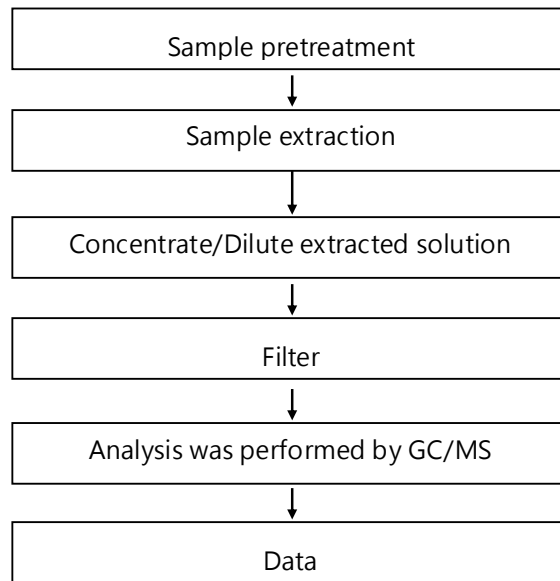 Sample pretreatment
Sample extraction
Concentrate/Dilute extracted solution
Filter
Analysis was performed by GC/MS
Data